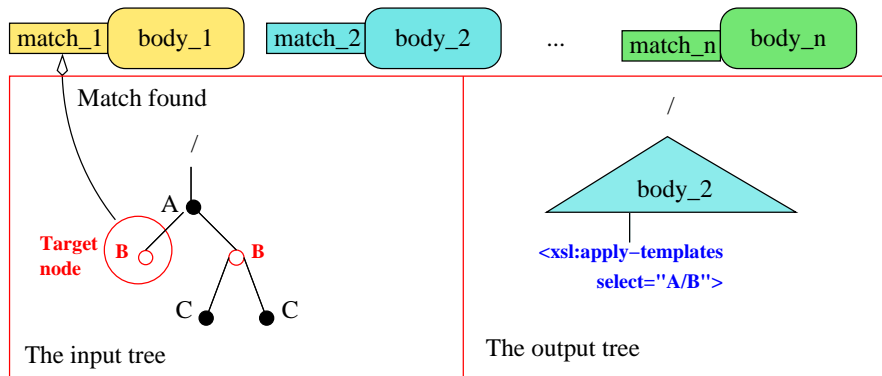 match_1 body_1 match_2 body_2 ... match_n body_n
Match found
/
A
Target
node
B
B
C
C
The input tree
/
body_2
<xsl:apply−templates
select="A/B">
The output tree